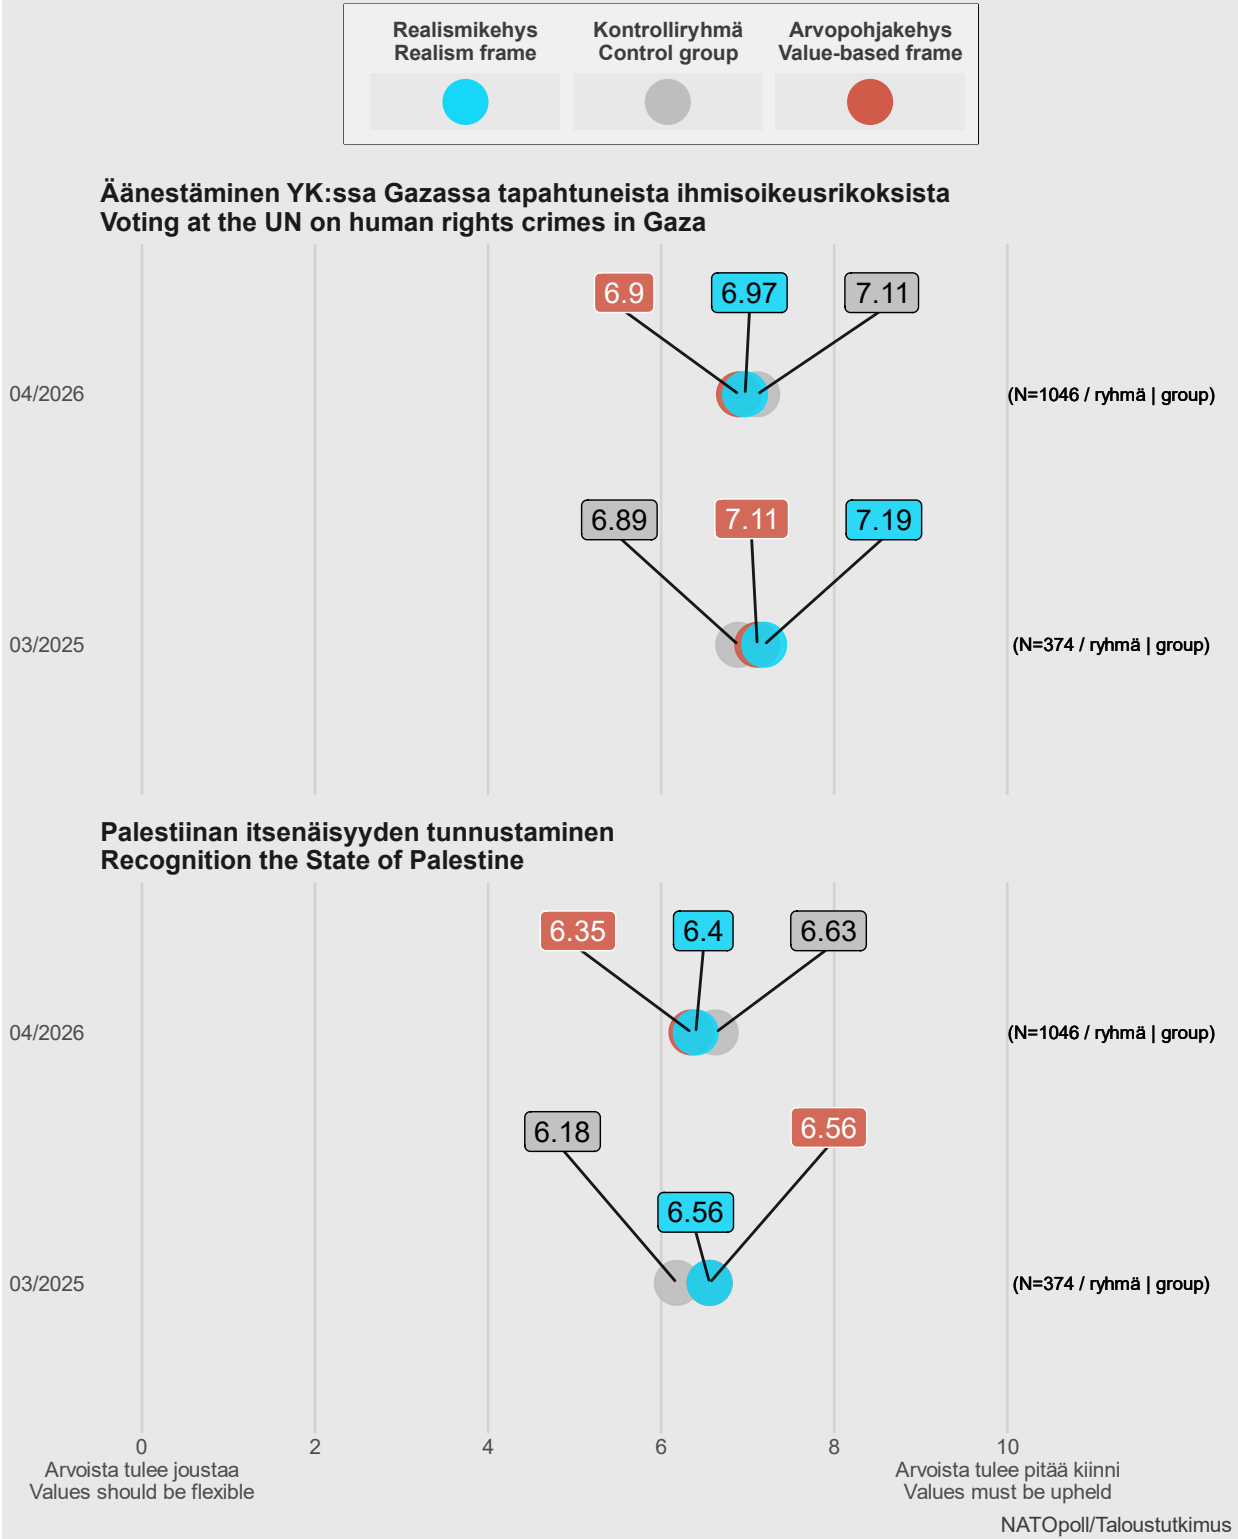 Realismikehys
Realism frame
Kontrolliryhmä
Control group
Arvopohjakehys
Value-based frame
Äänestäminen YK:ssa Gazassa tapahtuneista ihmisoikeusrikoksista
Voting at the UN on human rights crimes in Gaza
6.9
6.97
7.11
04/2026
(N=1046 / ryhmä | group)
6.89
7.11
7.19
03/2025
(N=374 / ryhmä | group)
Palestiinan itsenäisyyden tunnustaminen
Recognition the State of Palestine
6.35
6.4
6.63
04/2026
(N=1046 / ryhmä | group)
6.18
6.56
6.56
03/2025
(N=374 / ryhmä | group)
0
2
4
6
8
10
Arvoista tulee joustaa
Values should be flexible
Arvoista tulee pitää kiinni
Values must be upheld
NATOpoll/Taloustutkimus